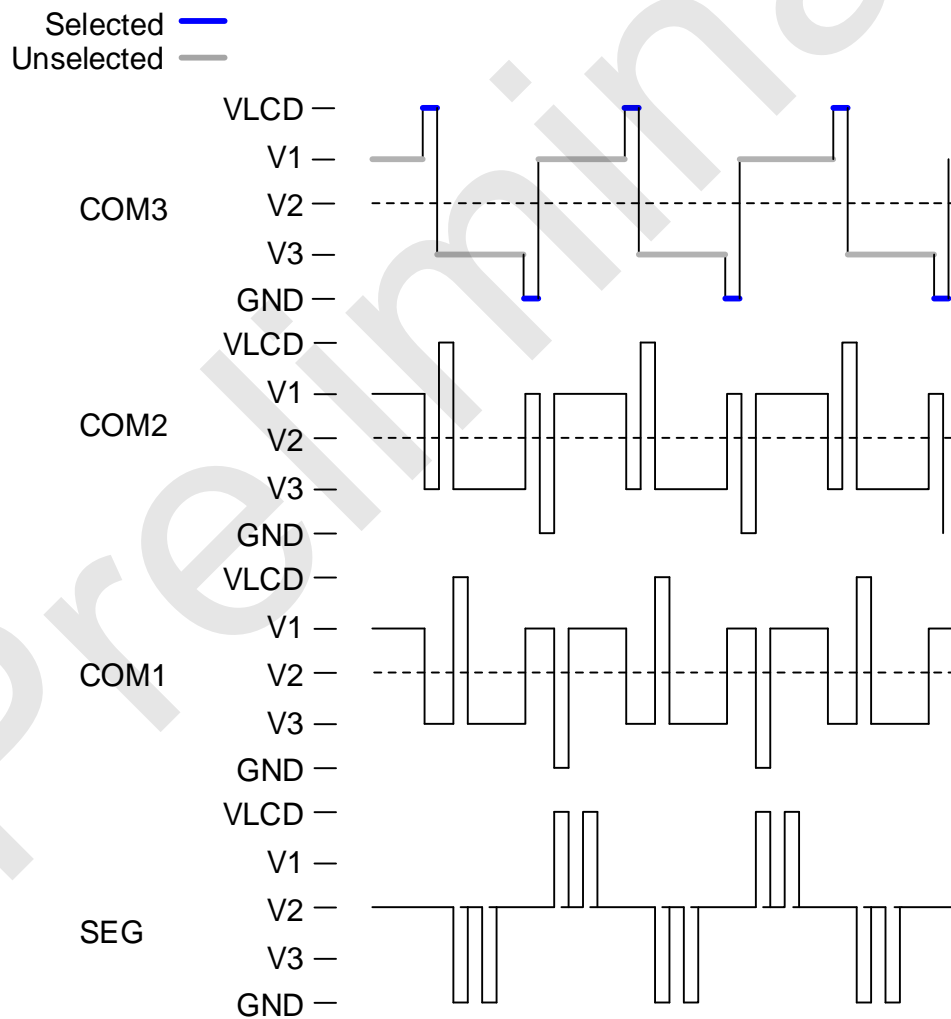 Selected
Unselected
VLCD
V1
COM3
V2
V3
GND
VLCD
V1
COM2
V2
V3
GND
VLCD
V1
COM1
V2
V3
GND
VLCD
V1
V2
SEG
V3
GND
Prelimina